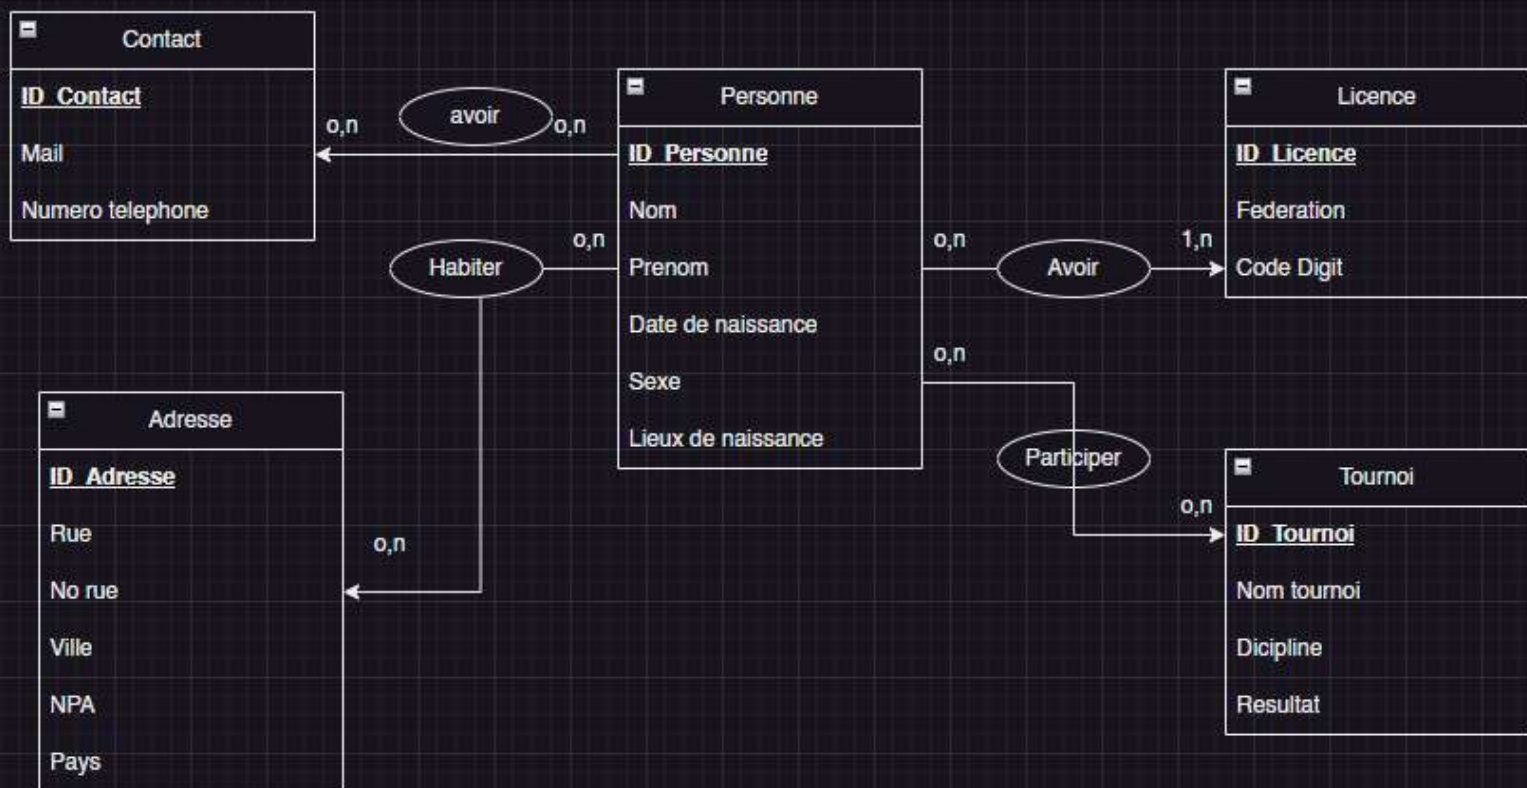 Contact
ID_Contact
Mail
Numero telephone
o,n
avoir
o,n
Personne
ID_Personne
Nom
Prenom
Date de naissance
Sexe
Lieux de naissance
o,n
Habiter
o,n
Adresse
ID_Adresse
Rue
No rue
Ville
NPA
Pays
o,n
Avoir
1,n
Licence
ID_Licence
Federation
Code Digit
o,n
Participer
o,n
Tournoi
ID_Tournoi
Nom tournoi
Dicipline
Resultat